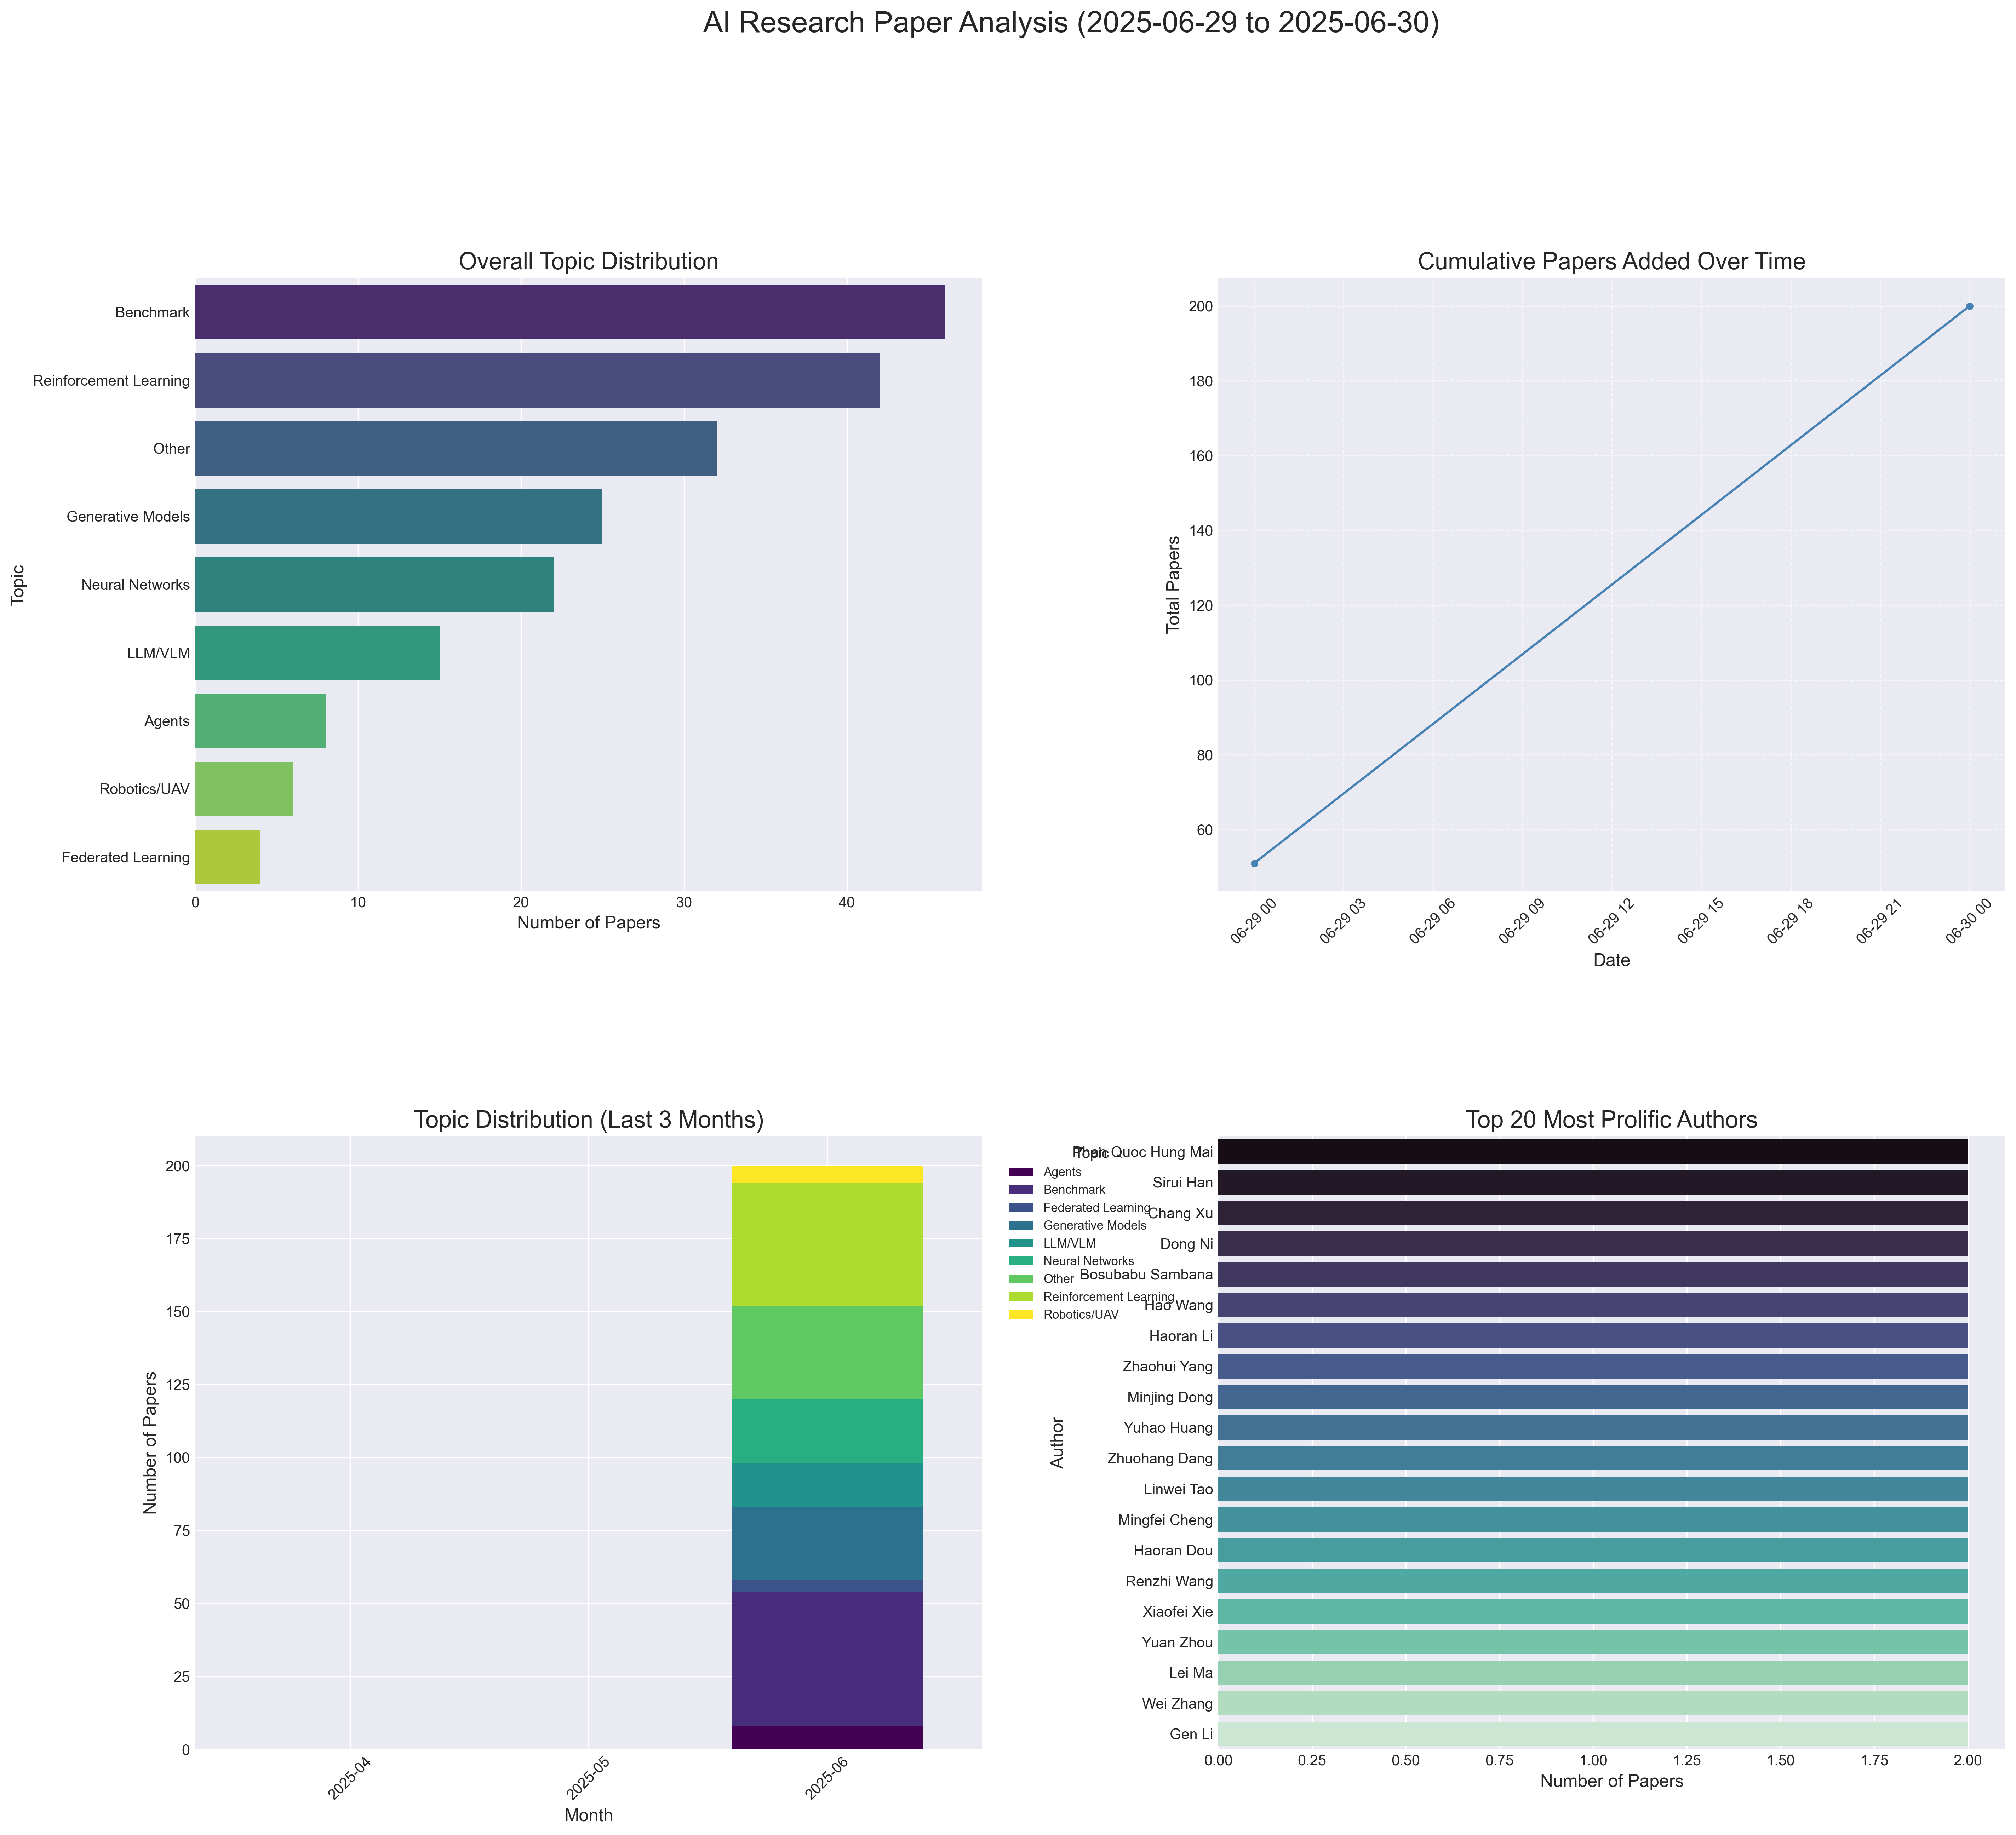 AI Research Paper Analysis (2025-06-29 to 2025-06-30)
Overall Topic Distribution
Topic
Benchmark
Reinforcement Learning
Other
Generative Models
Neural Networks
LLM/VLM
Agents
Robotics/UAV
Federated Learning
0 10 20 30 40
Number of Papers
Cumulative Papers Added Over Time
Total Papers
200
180
160
140
120
100
80
60
06-29 00 06-29 03 06-29 06 06-29 09 06-29 12 06-29 15 06-29 18 06-29 21 06-30 00
Date
Topic Distribution (Last 3 Months)
Number of Papers
200
175
150
125
100
75
50
25
0
2025-04 2025-05 2025-06
Month
Topic
Agents
Benchmark
Federated Learning
Generative Models
LLM/VLM
Neural Networks
Other
Reinforcement Learning
Robotics/UAV
Top 20 Most Prolific Authors
Author
Phan Quoc Hung Mai
Sirui Han
Chang Xu
Dong Ni
Bosubabu Sambana
Hao Wang
Haoran Li
Zhaohui Yang
Minjing Dong
Yuhao Huang
Zhuohang Dang
Linwei Tao
Mingfei Cheng
Haoran Dou
Renzhi Wang
Xiaofei Xie
Yuan Zhou
Lei Ma
Wei Zhang
Gen Li
0.00 0.25 0.50 0.75 1.00 1.25 1.50 1.75 2.00
Number of Papers